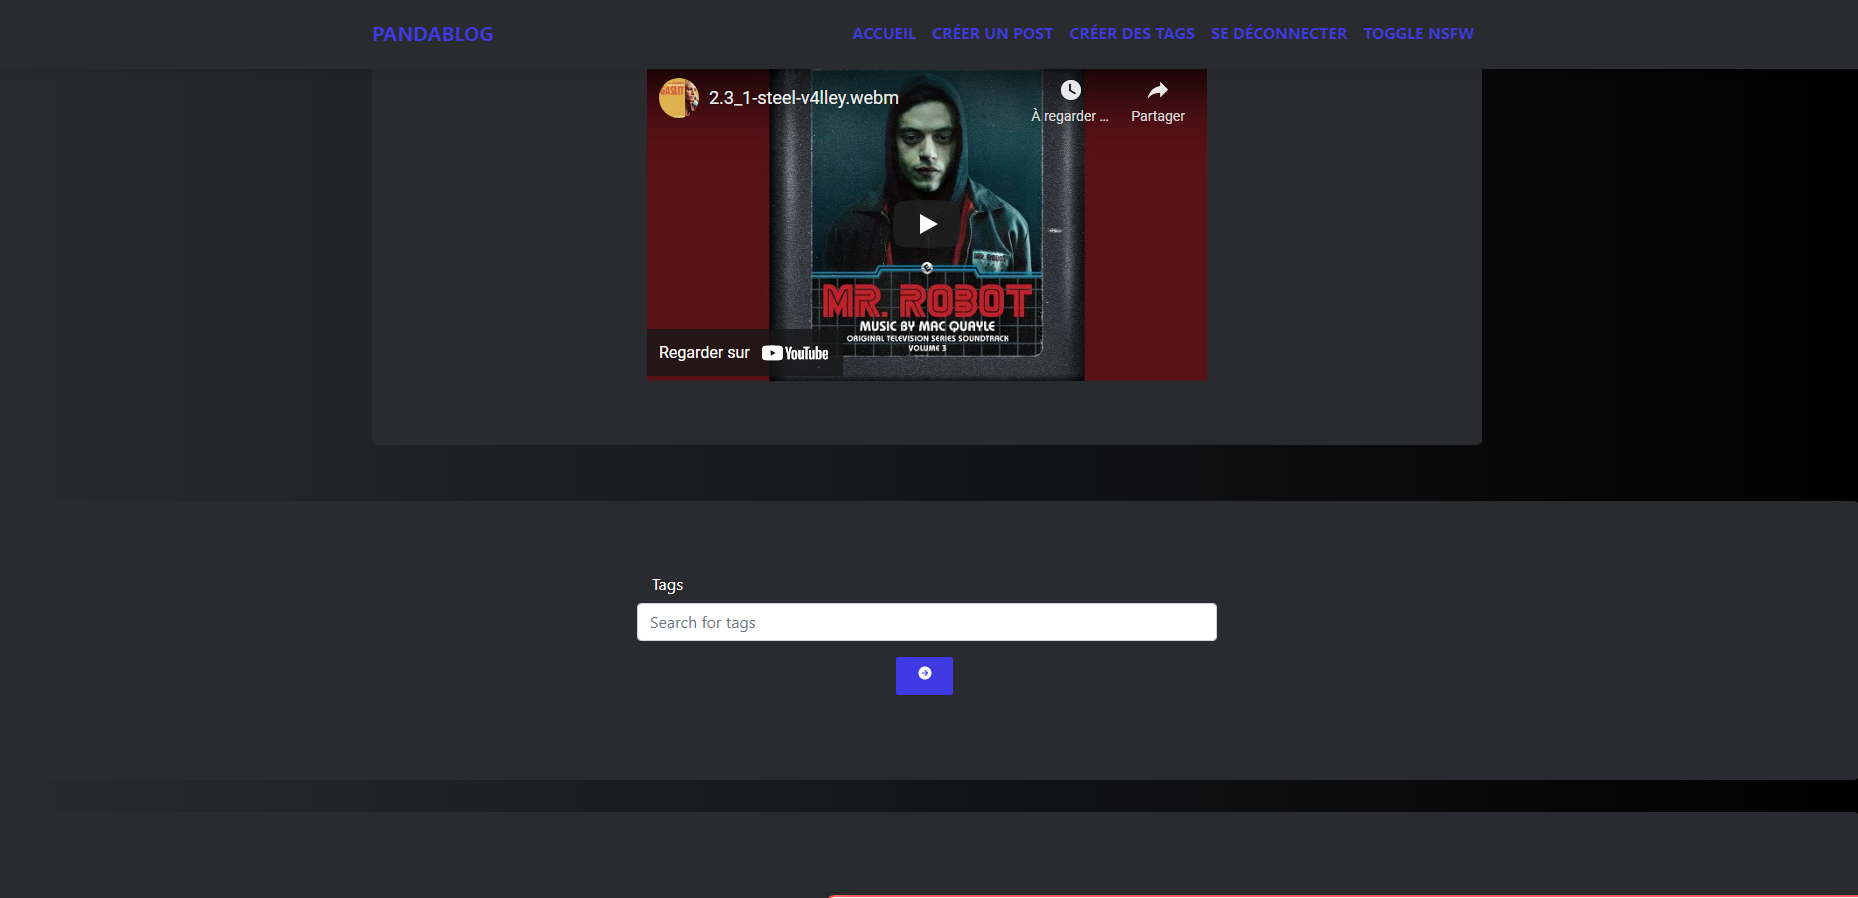 PANDABLOG
ACCUEIL CRÉER UN POST CRÉER DES TAGS SE DÉCONNECTER TOGGLE NSFW
2.3_1-steel-v4lley.webm
À regarder ...
Partager
MR. ROBOT
MUSIC BY MAC QUAYLE
ORIGINAL TELEVISION SERIES SOUNDTRACK
VOLUME 3
Regarder sur YouTube
Tags
Search for tags